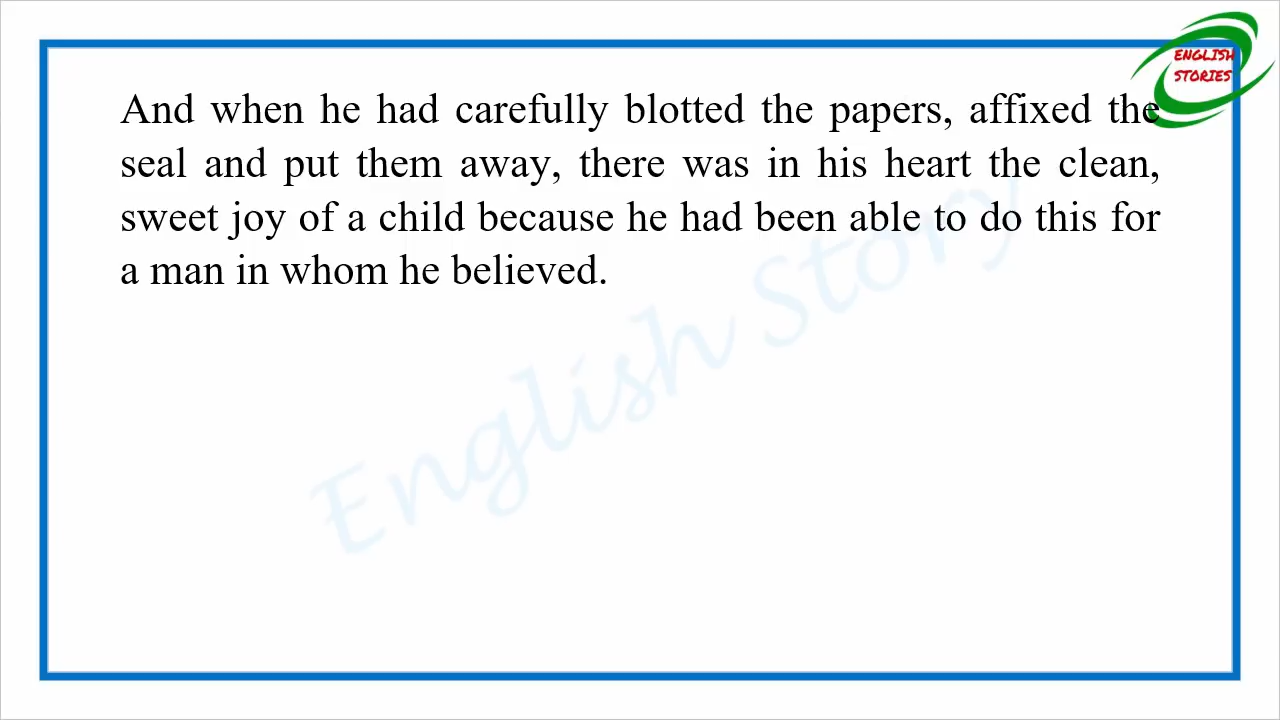 ENGLISH
STORIES
And when he had carefully blotted the papers, affixed the
seal and put them away, there was in his heart the clean,
sweet joy of a child because he had been able to do this for
a man in whom he believed.
English Story